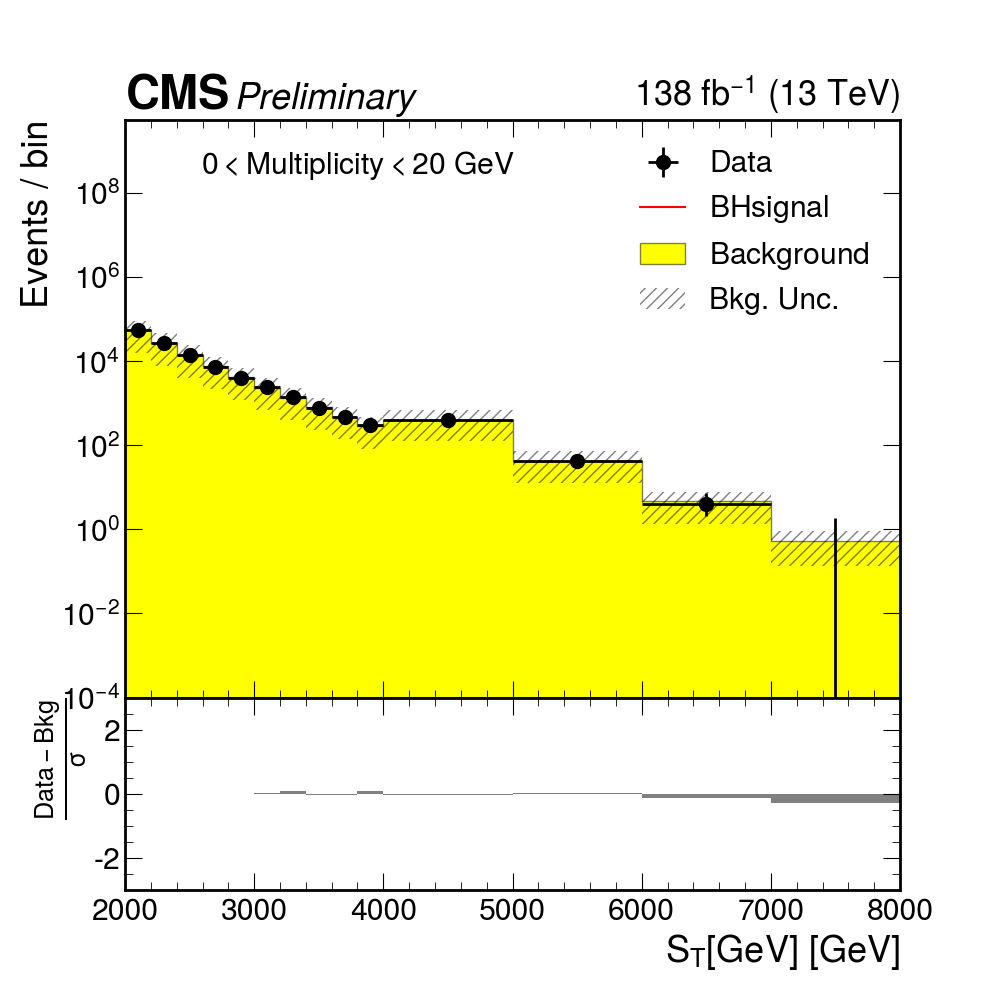 CMS Preliminary 138 fb⁻¹ (13 TeV)
Events / bin
0 < Multiplicity < 20 GeV
Data
BHsignal
Background
Bkg. Unc.
10⁸
10⁶
10⁴
10²
10⁰
10⁻²
10⁻⁴
Data − Bkg
σ
2
0
-2
2000 3000 4000 5000 6000 7000 8000
S_T[GeV] [GeV]